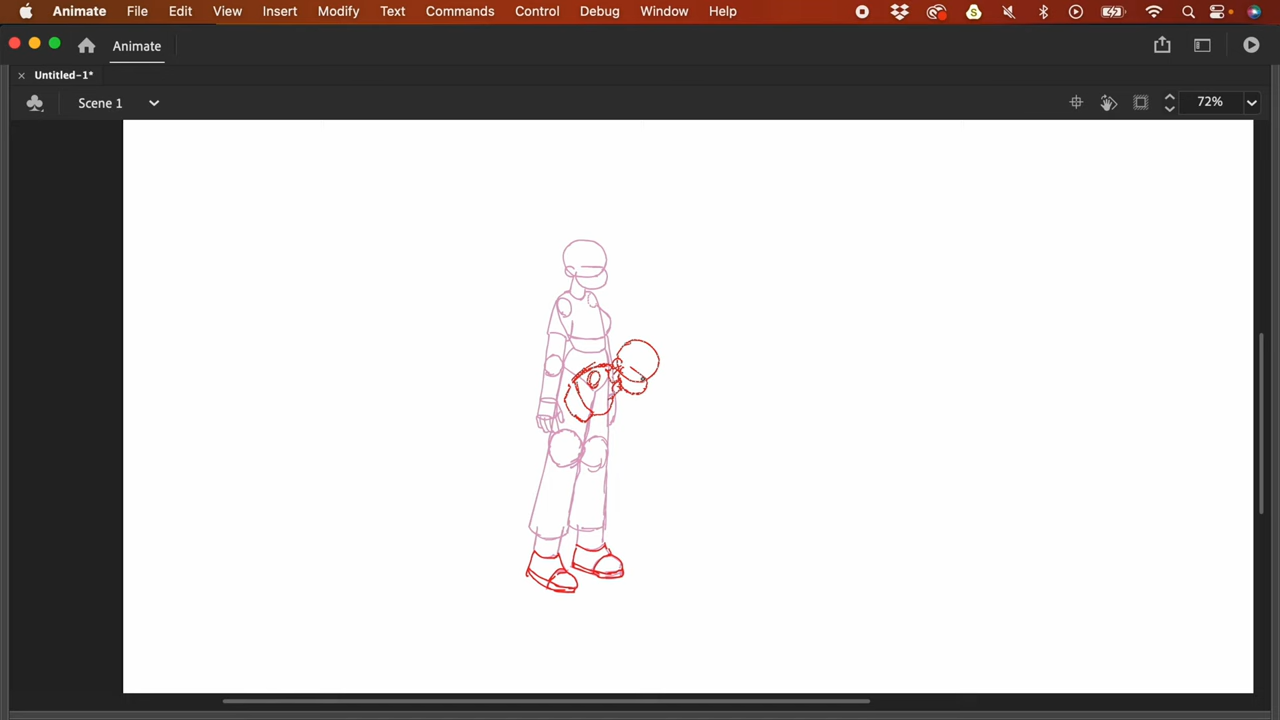 Animate File Edit View Insert Modify Text Commands Control Debug Window Help
Animate
Untitled-1*
Scene 1
72%